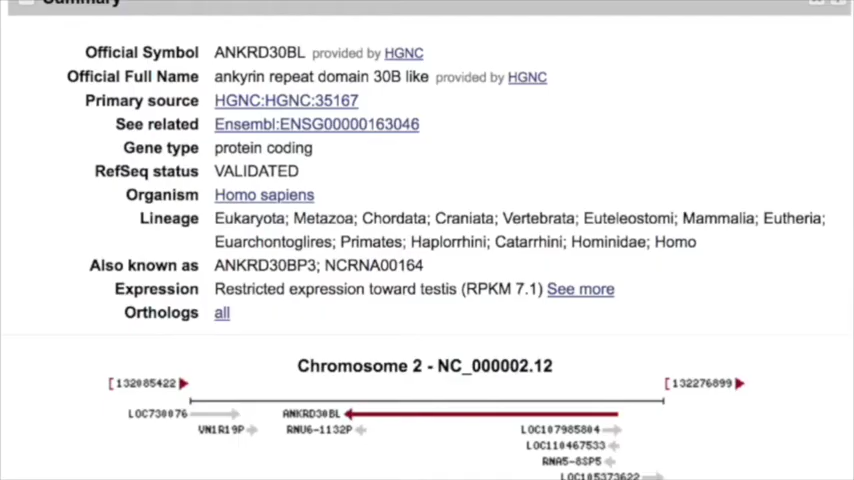 Summary
Official Symbol ANKRD30BL provided by HGNC
Official Full Name ankyrin repeat domain 30B like provided by HGNC
Primary source HGNC:HGNC:35167
See related Ensembl:ENSG00000163046
Gene type protein coding
RefSeq status VALIDATED
Organism Homo sapiens
Lineage Eukaryota; Metazoa; Chordata; Craniata; Vertebrata; Euteleostomi; Mammalia; Eutheria;
Euarchontoglires; Primates; Haplorrhini; Catarrhini; Hominidae; Homo
Also known as ANKRD30BP3; NCRNA00164
Expression Restricted expression toward testis (RPKM 7.1) See more
Orthologs all
Chromosome 2 - NC_000002.12
[132085422 [132276899
LOC730076 ANKRD30BL
VN1R19P RNU6-1132P LOC107985804
LOC110467533
RNA5-8SP5
LOC105373622